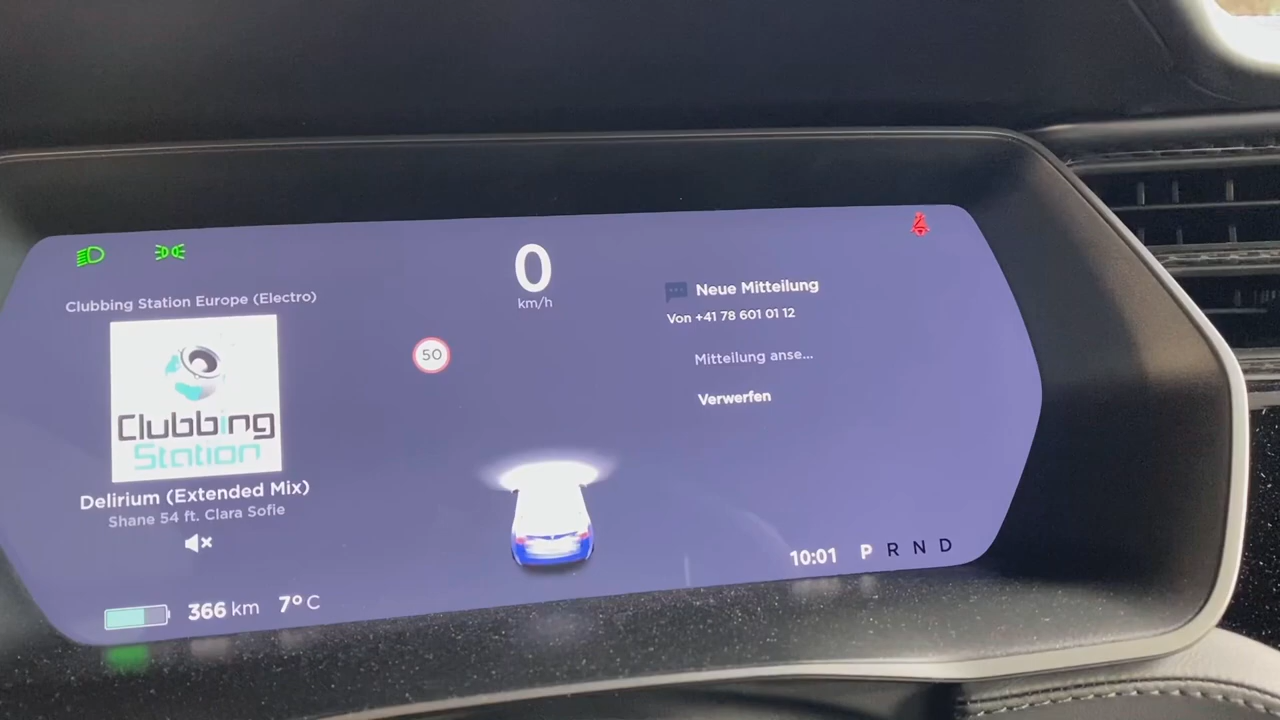 Clubbing Station Europe (Electro)
Clubbing
Station
Delirium (Extended Mix)
Shane 54 ft. Clara Sofie
366 km 7° C
0
km/h
50
Neue Mitteilung
Von +41 78 601 01 12
Mitteilung anse...
Verwerfen
10:01 P R N D